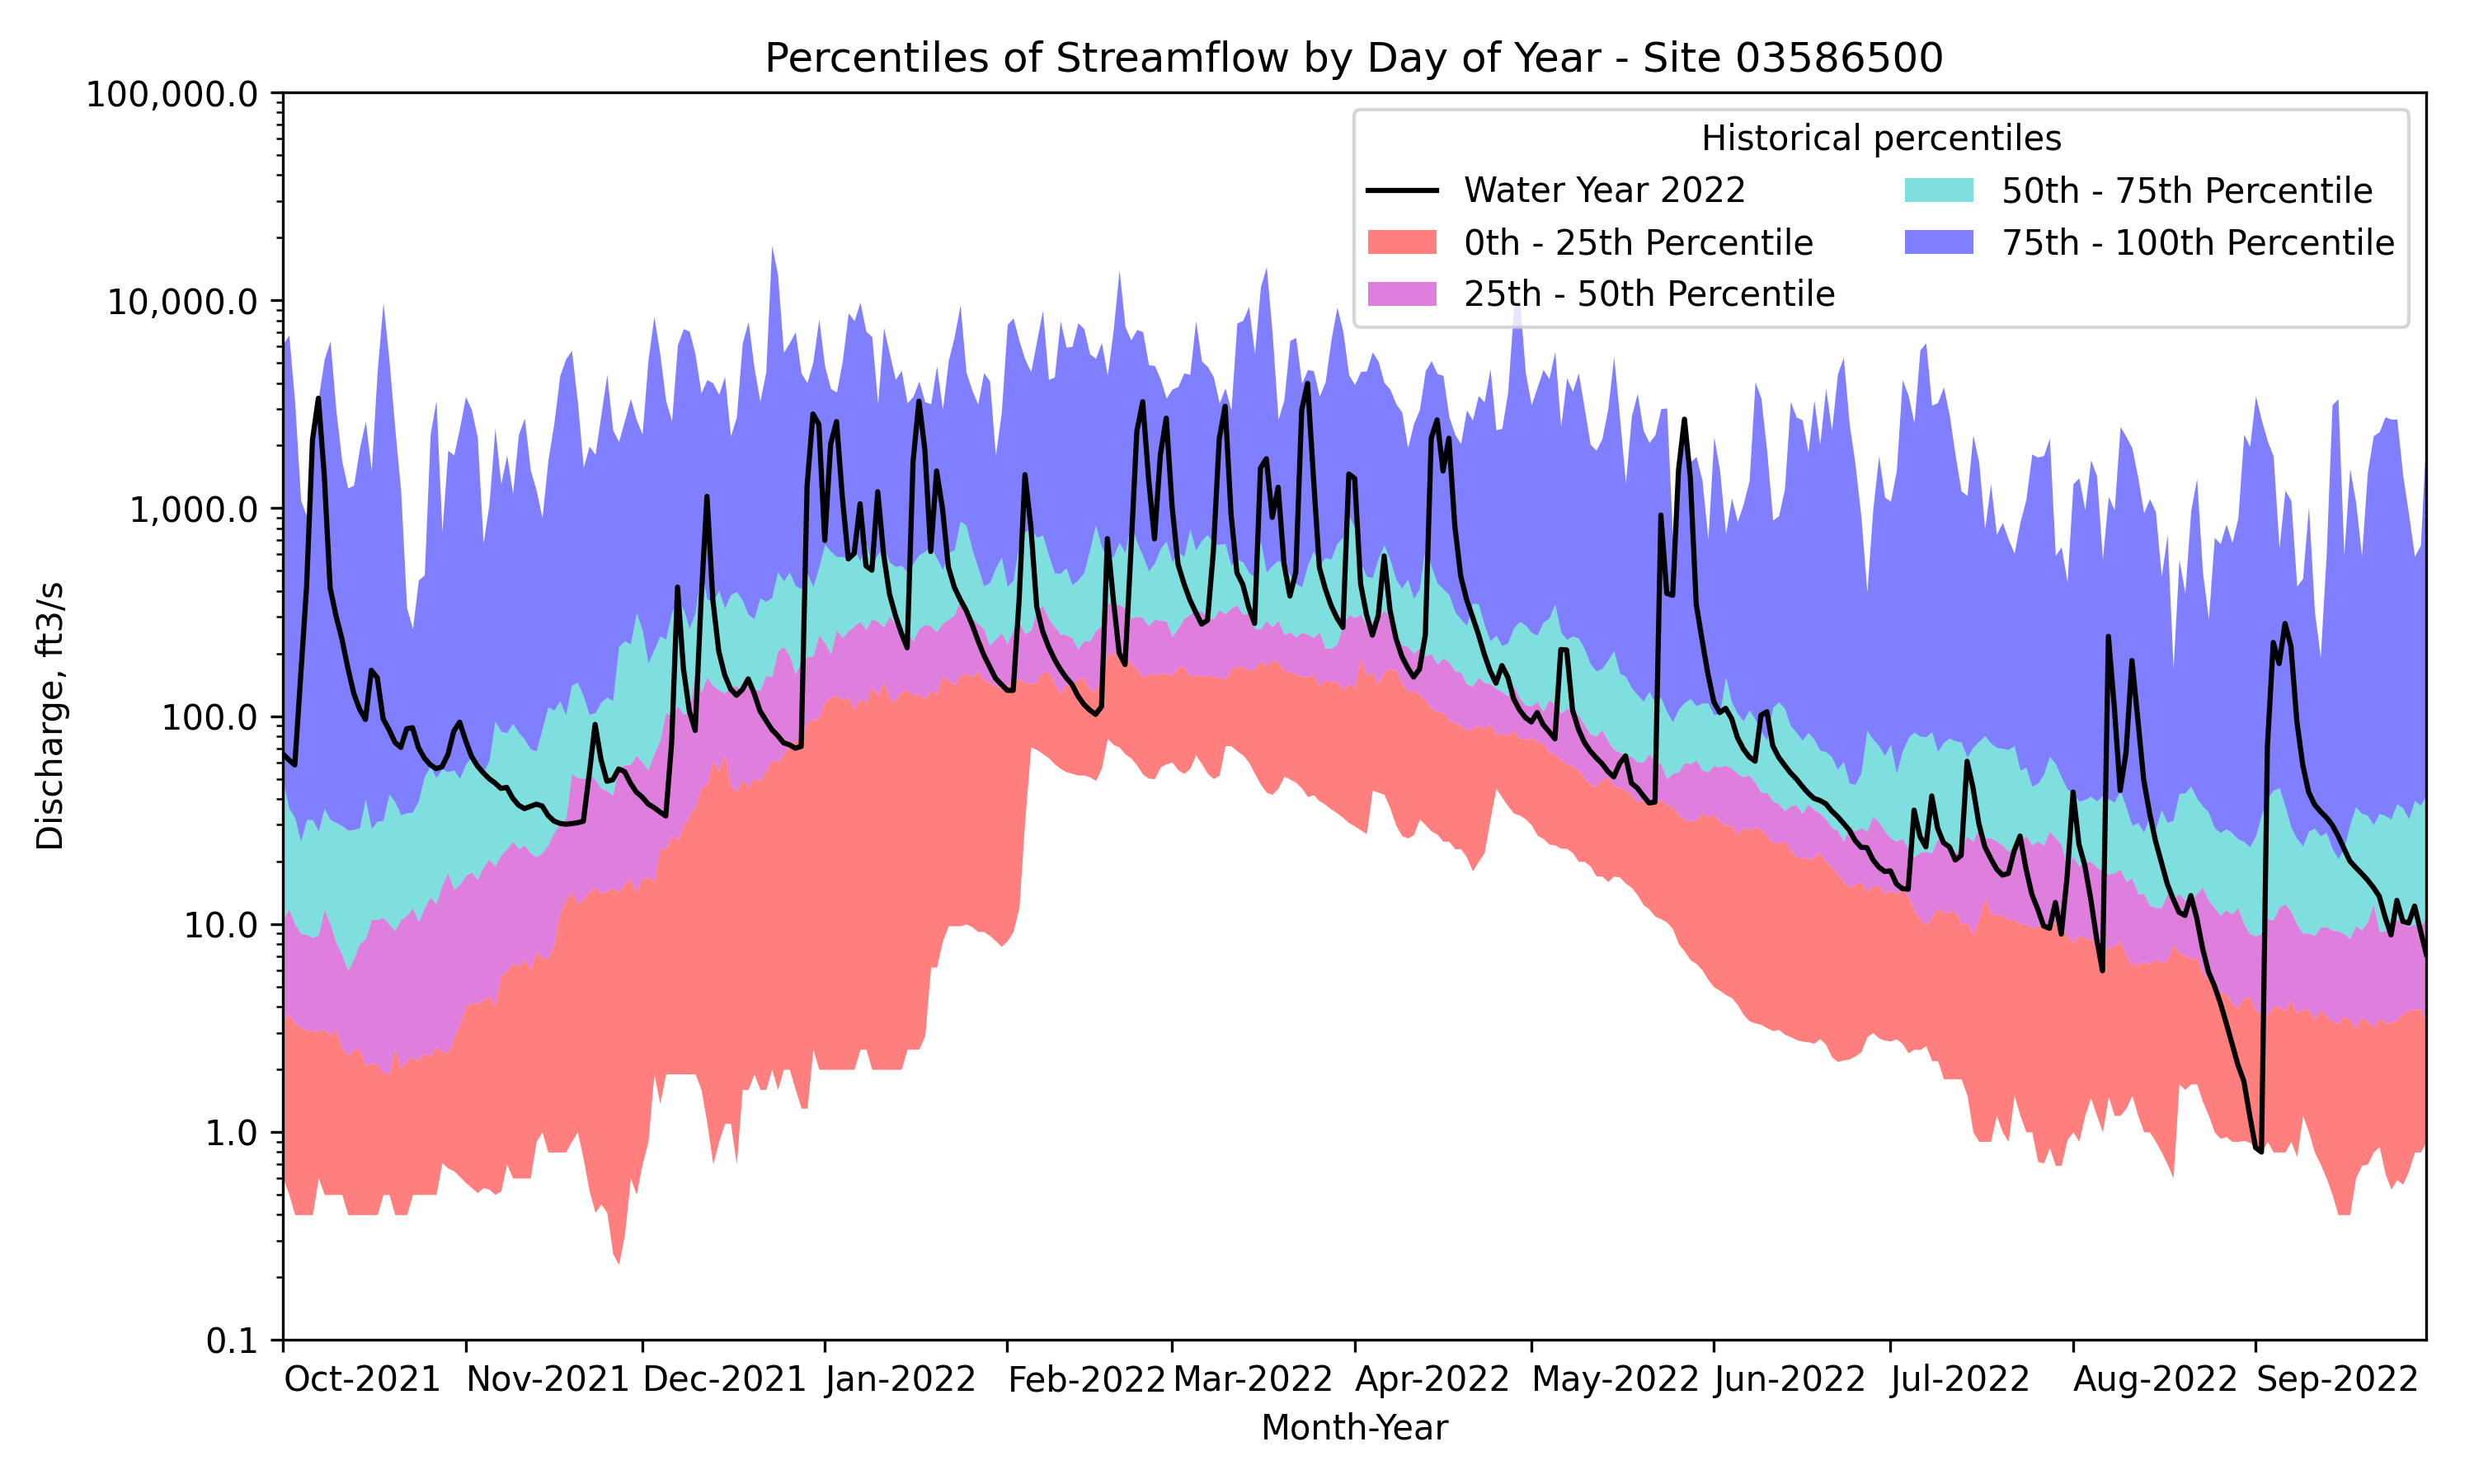 Percentiles of Streamflow by Day of Year - Site 03586500
100,000.0
10,000.0
1,000.0
100.0
10.0
1.0
0.1
Discharge, ft3/s
Historical percentiles
Water Year 2022
0th - 25th Percentile
25th - 50th Percentile
50th - 75th Percentile
75th - 100th Percentile
Oct-2021 Nov-2021 Dec-2021 Jan-2022 Feb-2022 Mar-2022 Apr-2022 May-2022 Jun-2022 Jul-2022 Aug-2022 Sep-2022
Month-Year